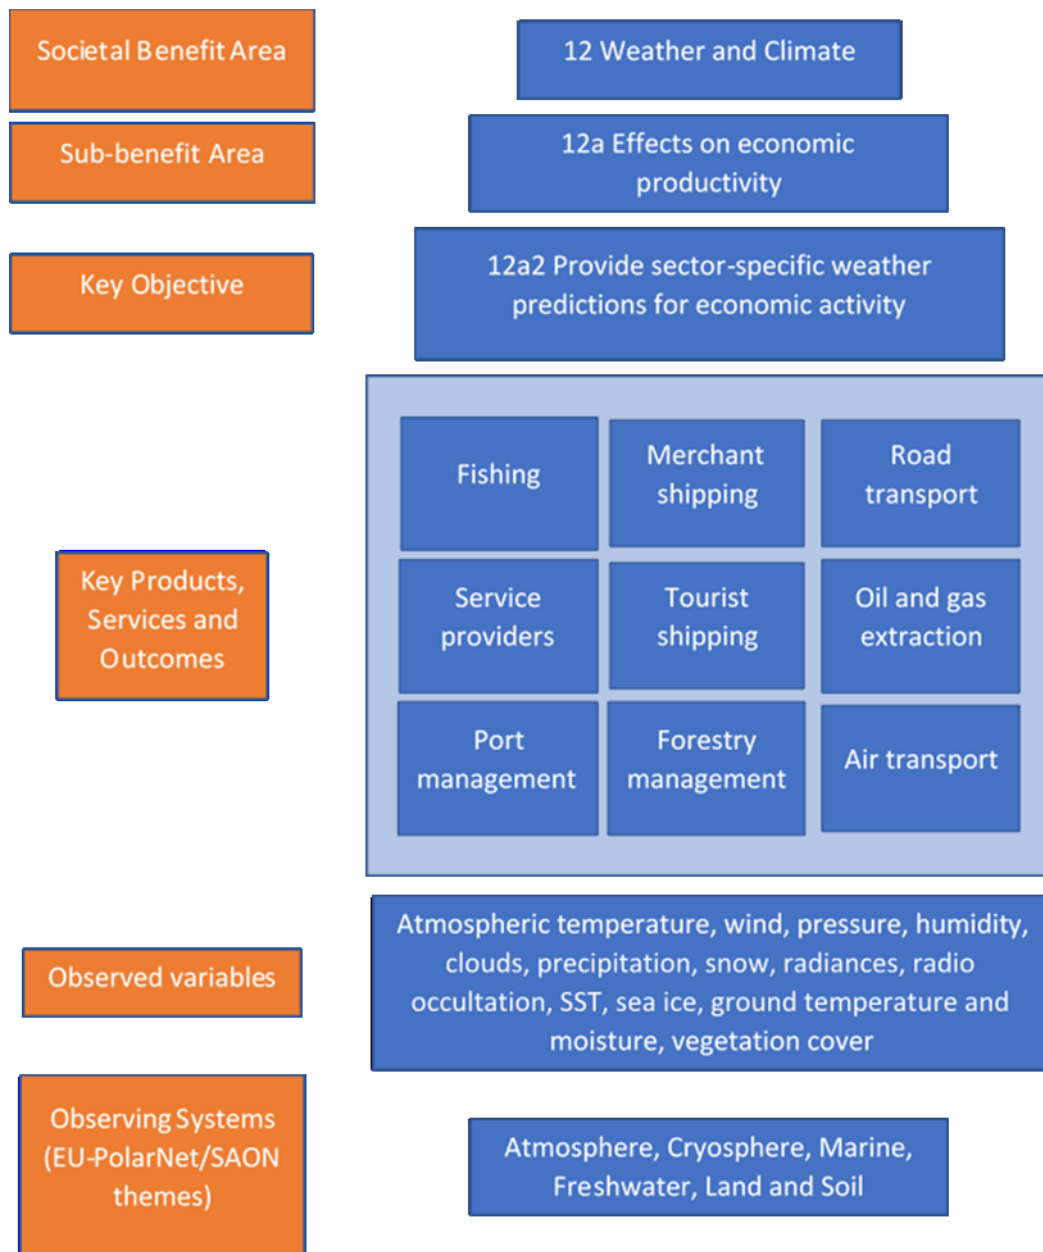 Societal Benefit Area
12 Weather and Climate
Sub-benefit Area
12a Effects on economic
productivity
Key Objective
12a2 Provide sector-specific weather
predictions for economic activity
Key Products,
Services and
Outcomes
Fishing
Merchant
shipping
Road
transport
Service
providers
Tourist
shipping
Oil and gas
extraction
Port
management
Forestry
management
Air transport
Observed variables
Atmospheric temperature, wind, pressure, humidity,
clouds, precipitation, snow, radiances, radio
occultation, SST, sea ice, ground temperature and
moisture, vegetation cover
Observing Systems
(EU-PolarNet/SAON
themes)
Atmosphere, Cryosphere, Marine,
Freshwater, Land and Soil